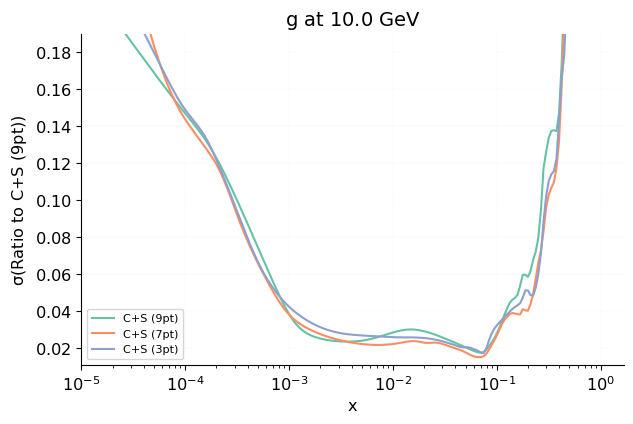 g at 10.0 GeV
σ(Ratio to C+S (9pt))
0.18
0.16
0.14
0.12
0.10
0.08
0.06
0.04
0.02
C+S (9pt)
C+S (7pt)
C+S (3pt)
10⁻⁵ 10⁻⁴ 10⁻³ 10⁻² 10⁻¹ 10⁰
x